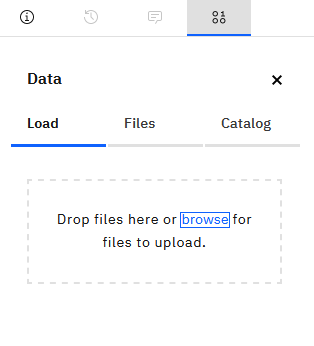 Data
Load Files Catalog
Drop files here or browse for
files to upload.